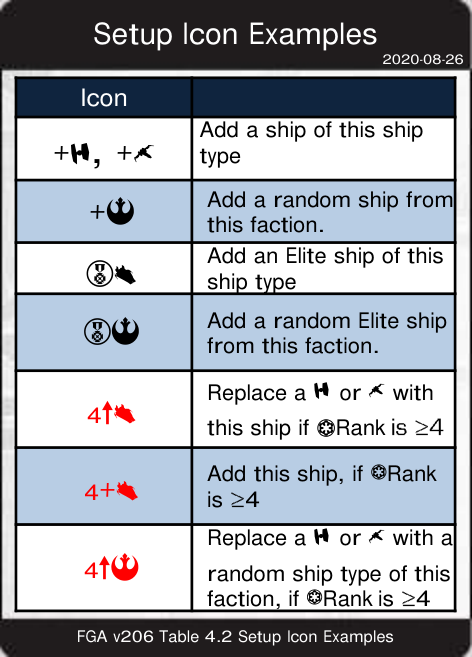 Setup Icon Examples
2020-08-26
Icon
+, +
Add a ship of this ship
type
+
Add a random ship from
this faction.
Add an Elite ship of this
ship type
Add a random Elite ship
from this faction.
4↑
Replace a or with
this ship if Rank is ≥4
4+
Add this ship, if Rank
is ≥4
4↑
Replace a or with a
random ship type of this
faction, if Rank is ≥4
FGA v206 Table 4.2 Setup Icon Examples